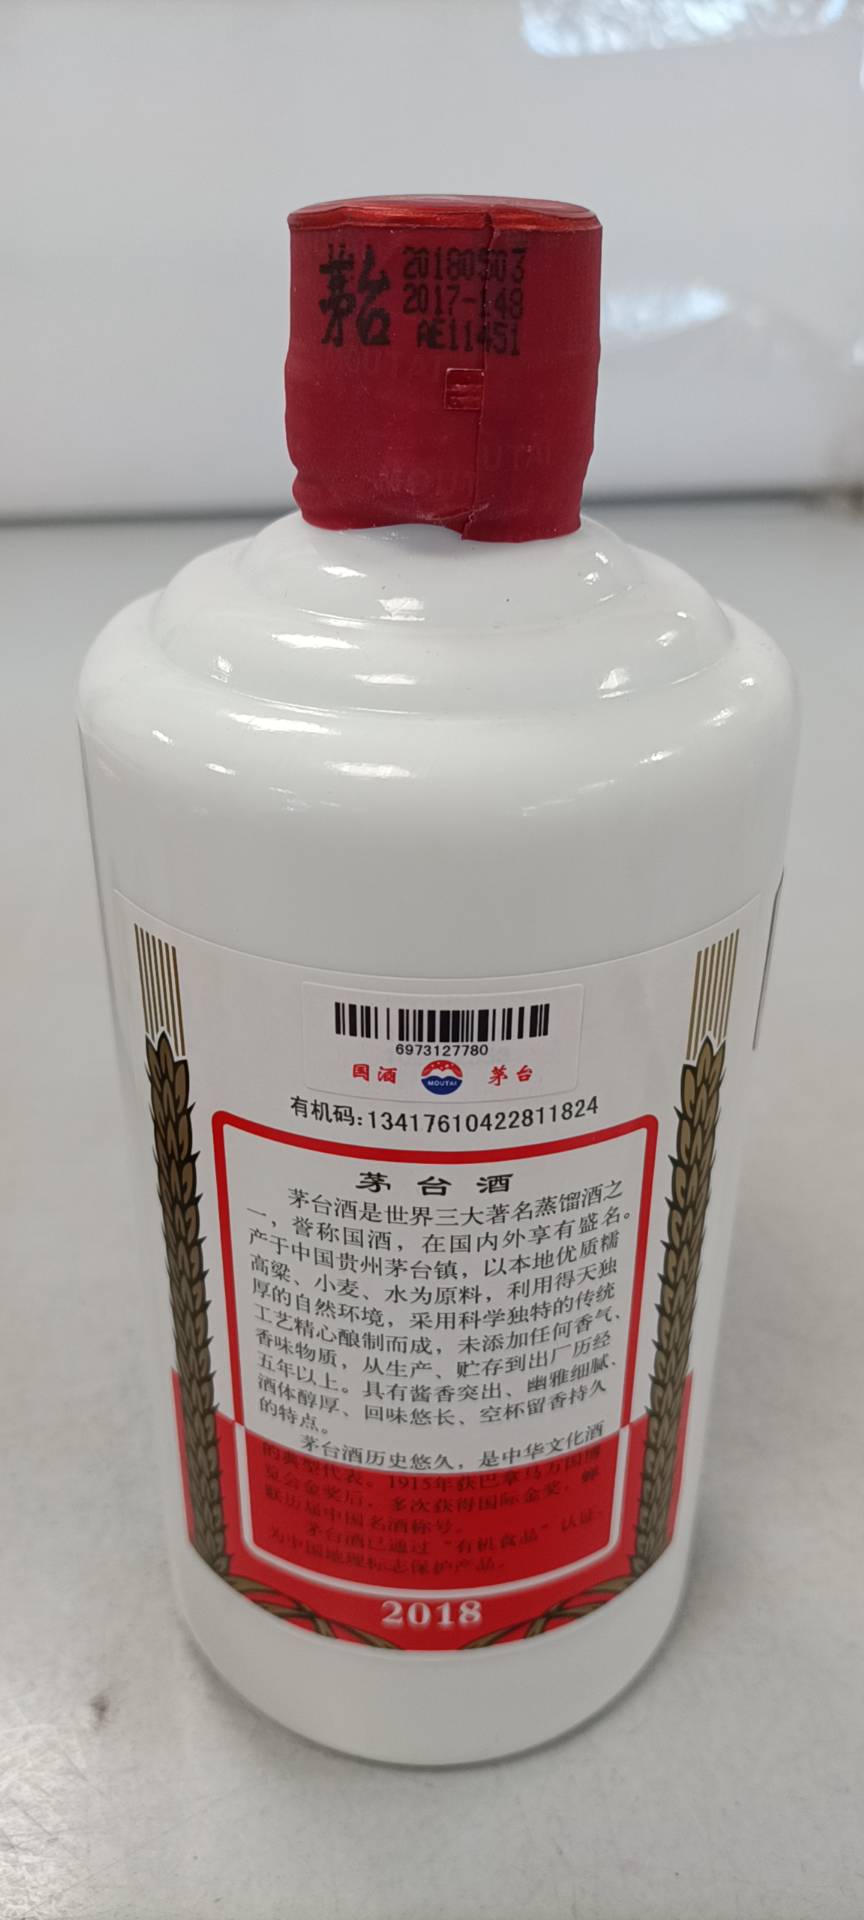 茅台
20180503
2017-148
AE11451
MOUTAI
MOUTAI
6973127780
国酒 MOUTAI 茅台
有机码:13417610422811824
茅台酒
茅台酒是世界三大著名蒸馏酒之
一，誉称国酒，在国内外享有盛名。
产于中国贵州茅台镇，以本地优质糯
高粱、小麦、水为原料，利用得天独
厚的自然环境，采用科学独特的传统
工艺精心酿制而成，未添加任何香气、
香味物质，从生产、贮存到出厂历经
五年以上。具有酱香突出、幽雅细腻、
酒体醇厚、回味悠长、空杯留香持久
的特点。
茅台酒历史悠久，是中华文化酒
的典型代表。1915年获巴拿马万国博
览会金奖后，多次获得国际金奖，蝉
联历届中国名酒称号。
茅台酒已通过“有机食品”认证，
为中国地理标志保护产品。
2018